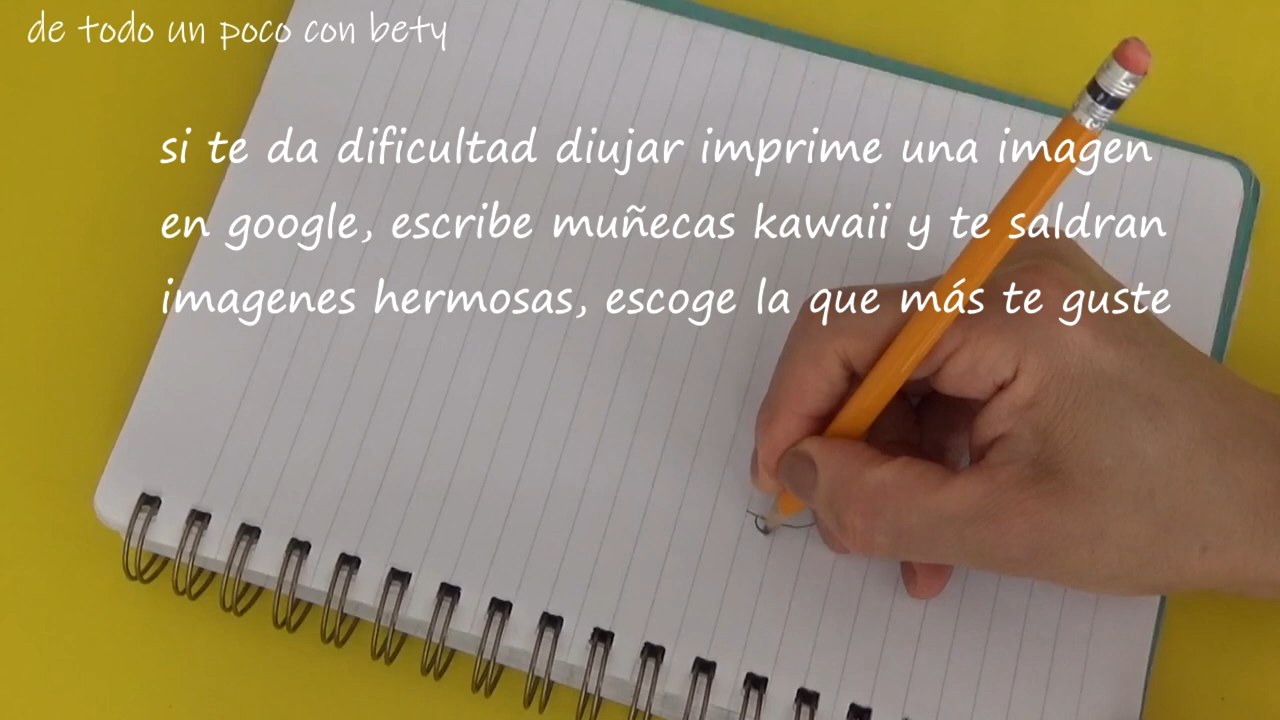 de todo un poco con bety
si te da dificultad diujar imprime una imagen
en google, escribe muñecas kawaii y te saldran
imagenes hermosas, escoge la que más te guste